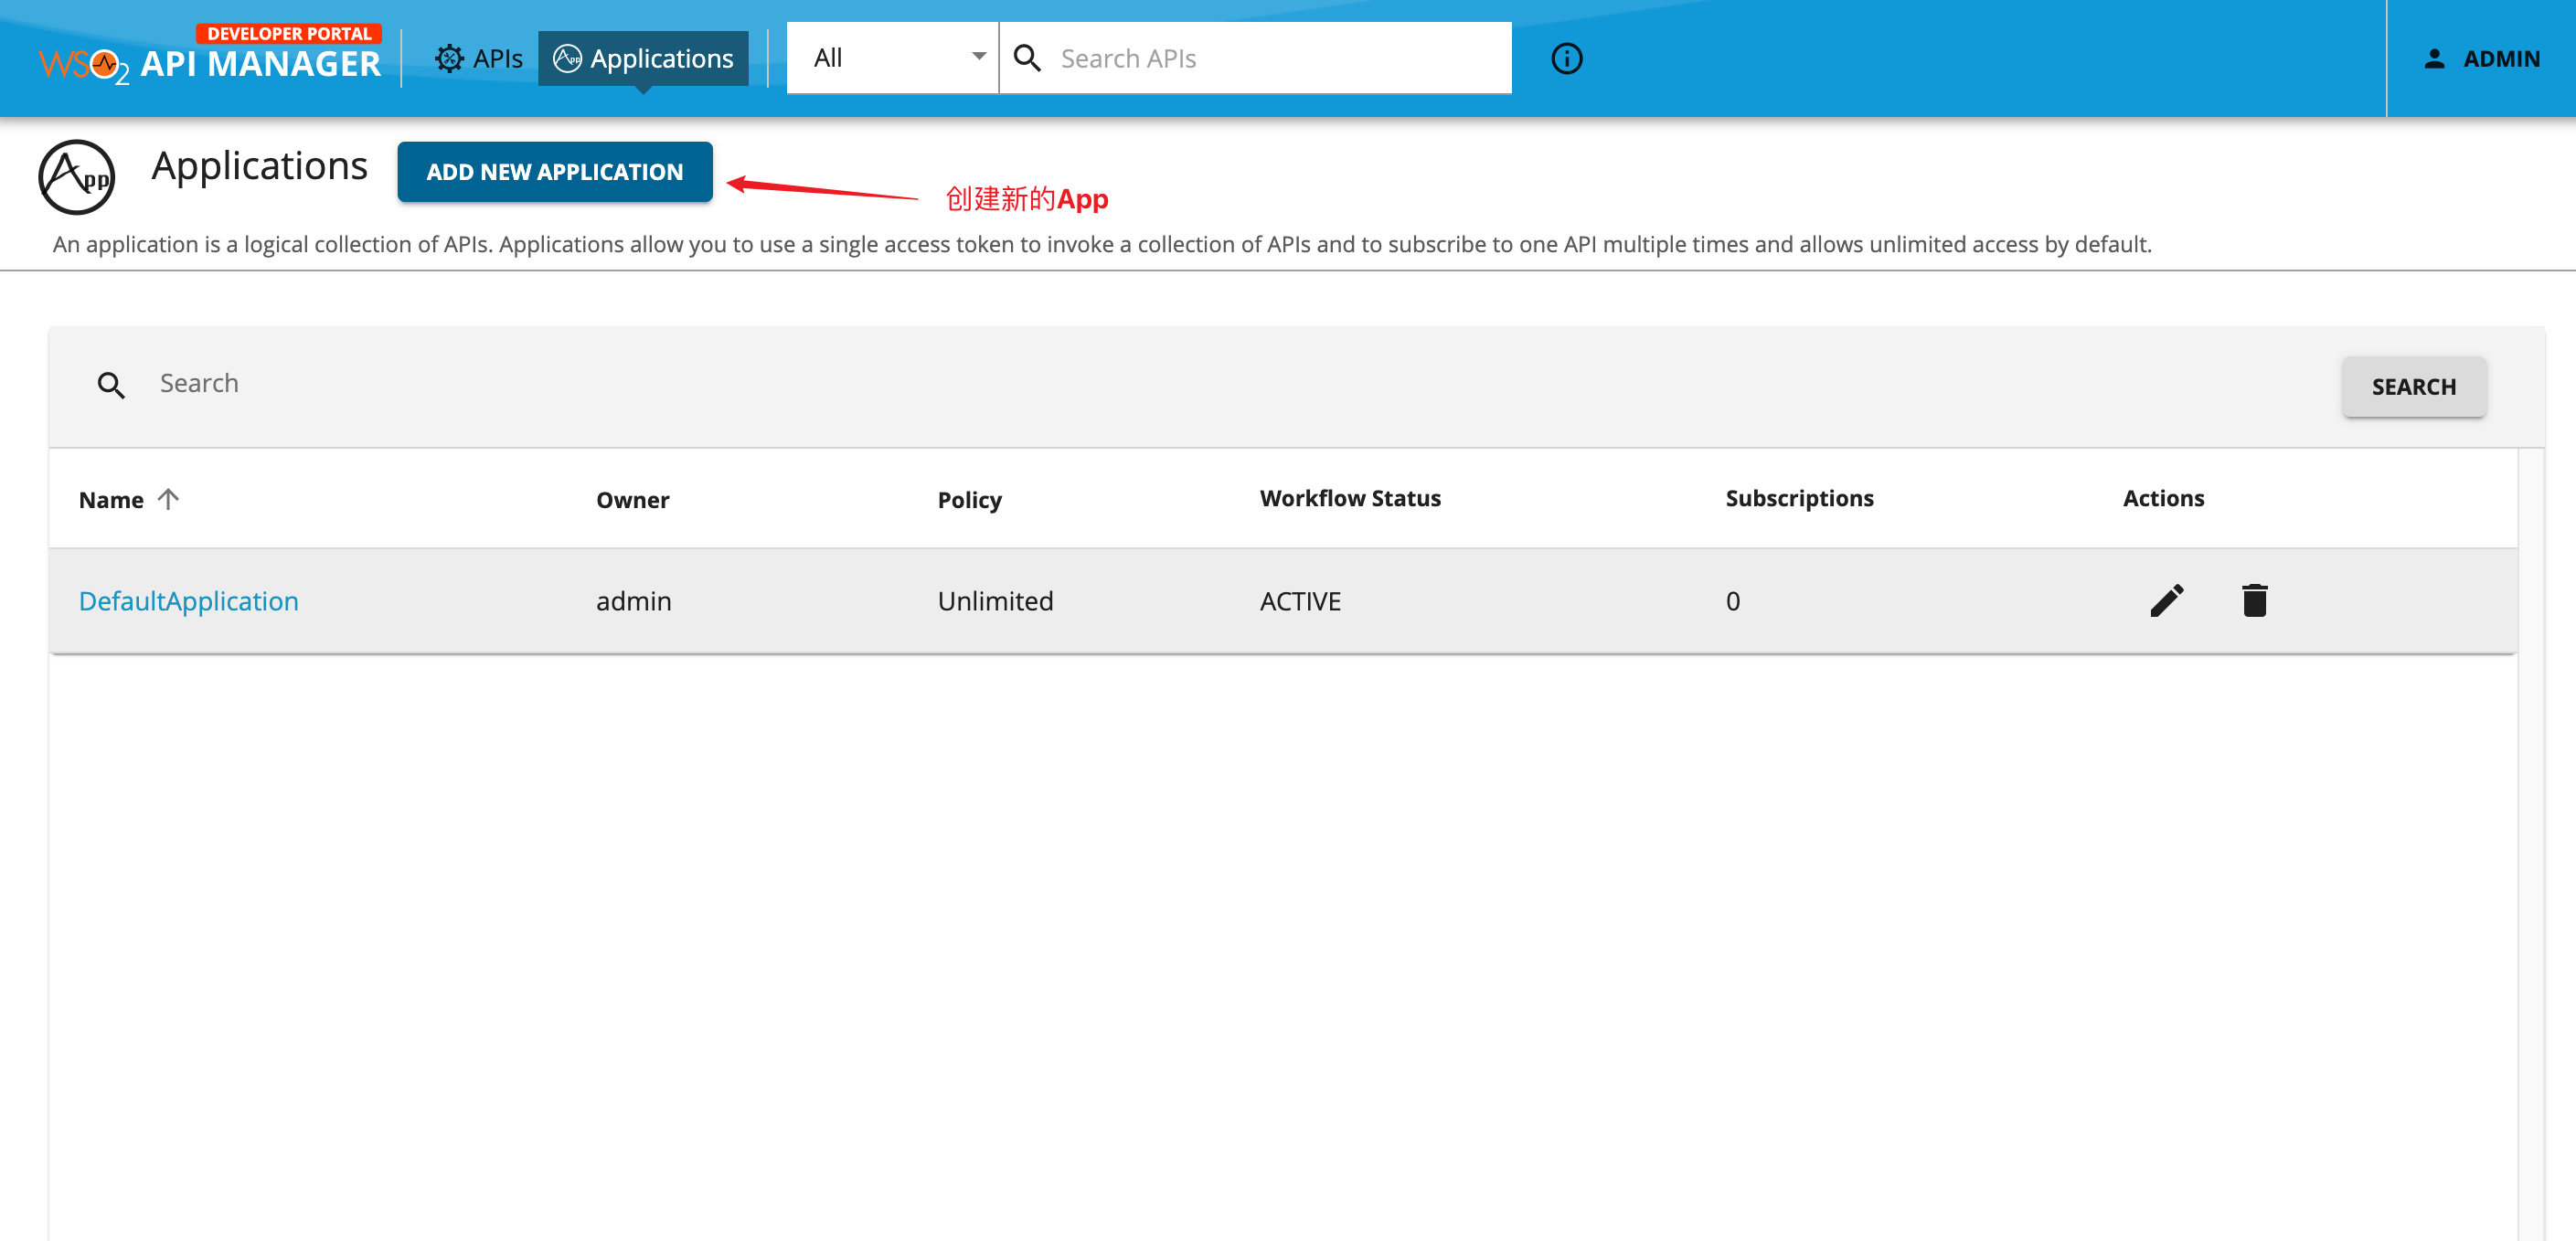 DEVELOPER PORTAL
WSO2 API MANAGER
APIs
App Applications
All
Search APIs
ADMIN
App
Applications
ADD NEW APPLICATION
创建新的App
An application is a logical collection of APIs. Applications allow you to use a single access token to invoke a collection of APIs and to subscribe to one API multiple times and allows unlimited access by default.
Search
SEARCH
Name Owner Policy Workflow Status Subscriptions Actions
DefaultApplication admin Unlimited ACTIVE 0